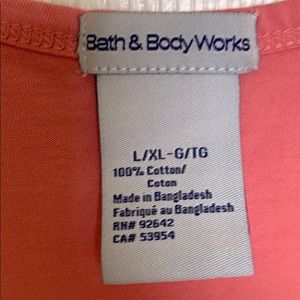 Bath & Body Works
L/XL-G/TG
100% Cotton/
Coton
Made in Bangladesh
Fabriqué au Bangladesh
RN# 92642
CA# 53954